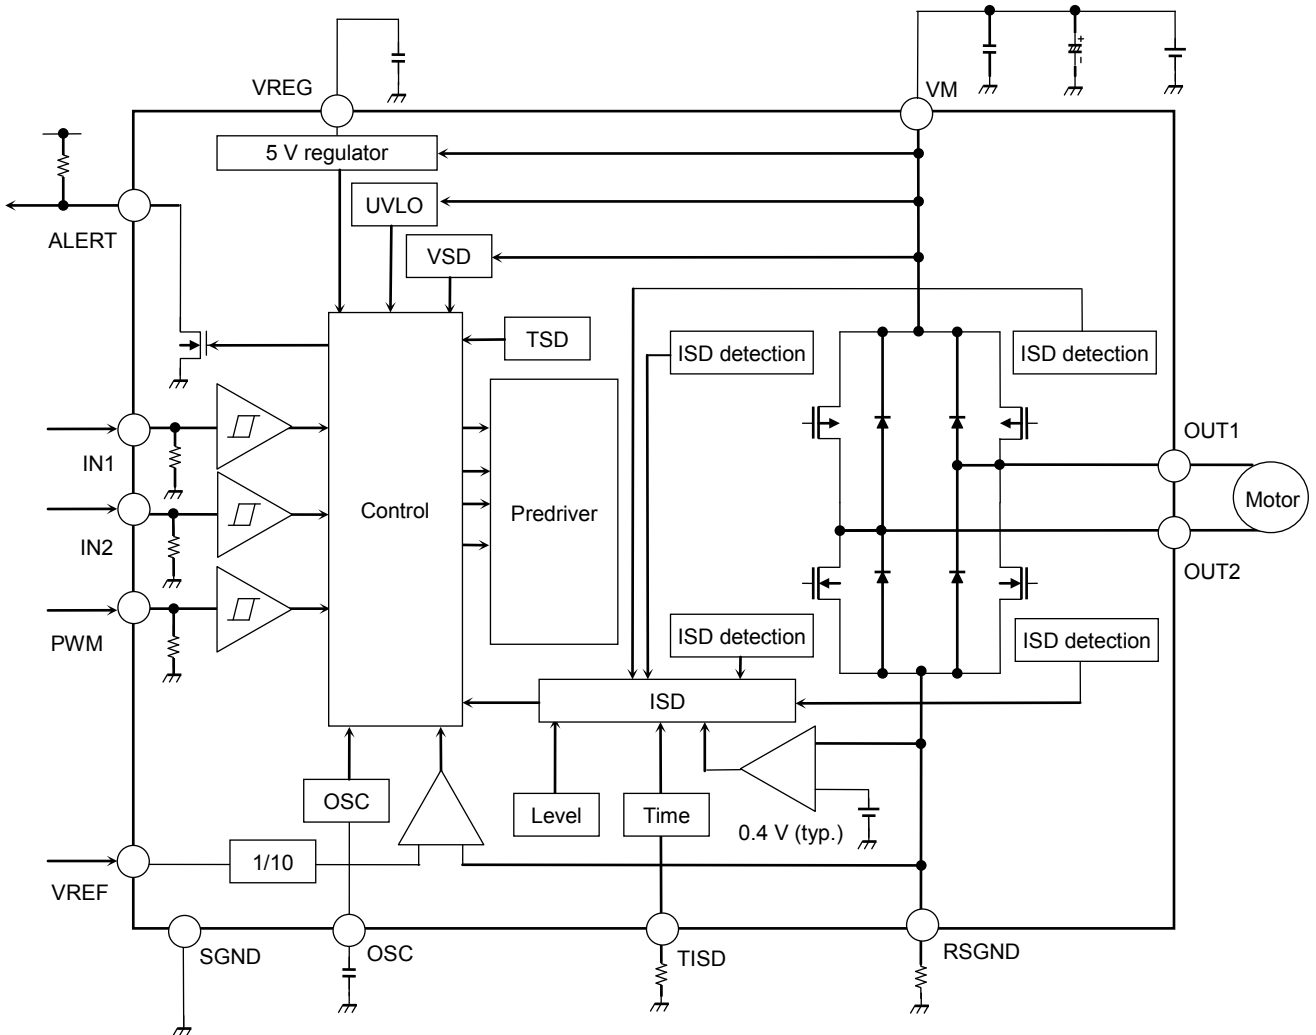 VREG
VM
5 V regulator
UVLO
ALERT
VSD
TSD
ISD detection
ISD detection
OUT1
IN1
Control
Predriver
Motor
IN2
OUT2
PWM
ISD detection
ISD detection
ISD
OSC
Level
Time
0.4 V (typ.)
1/10
VREF
SGND
OSC
TISD
RSGND
+
-